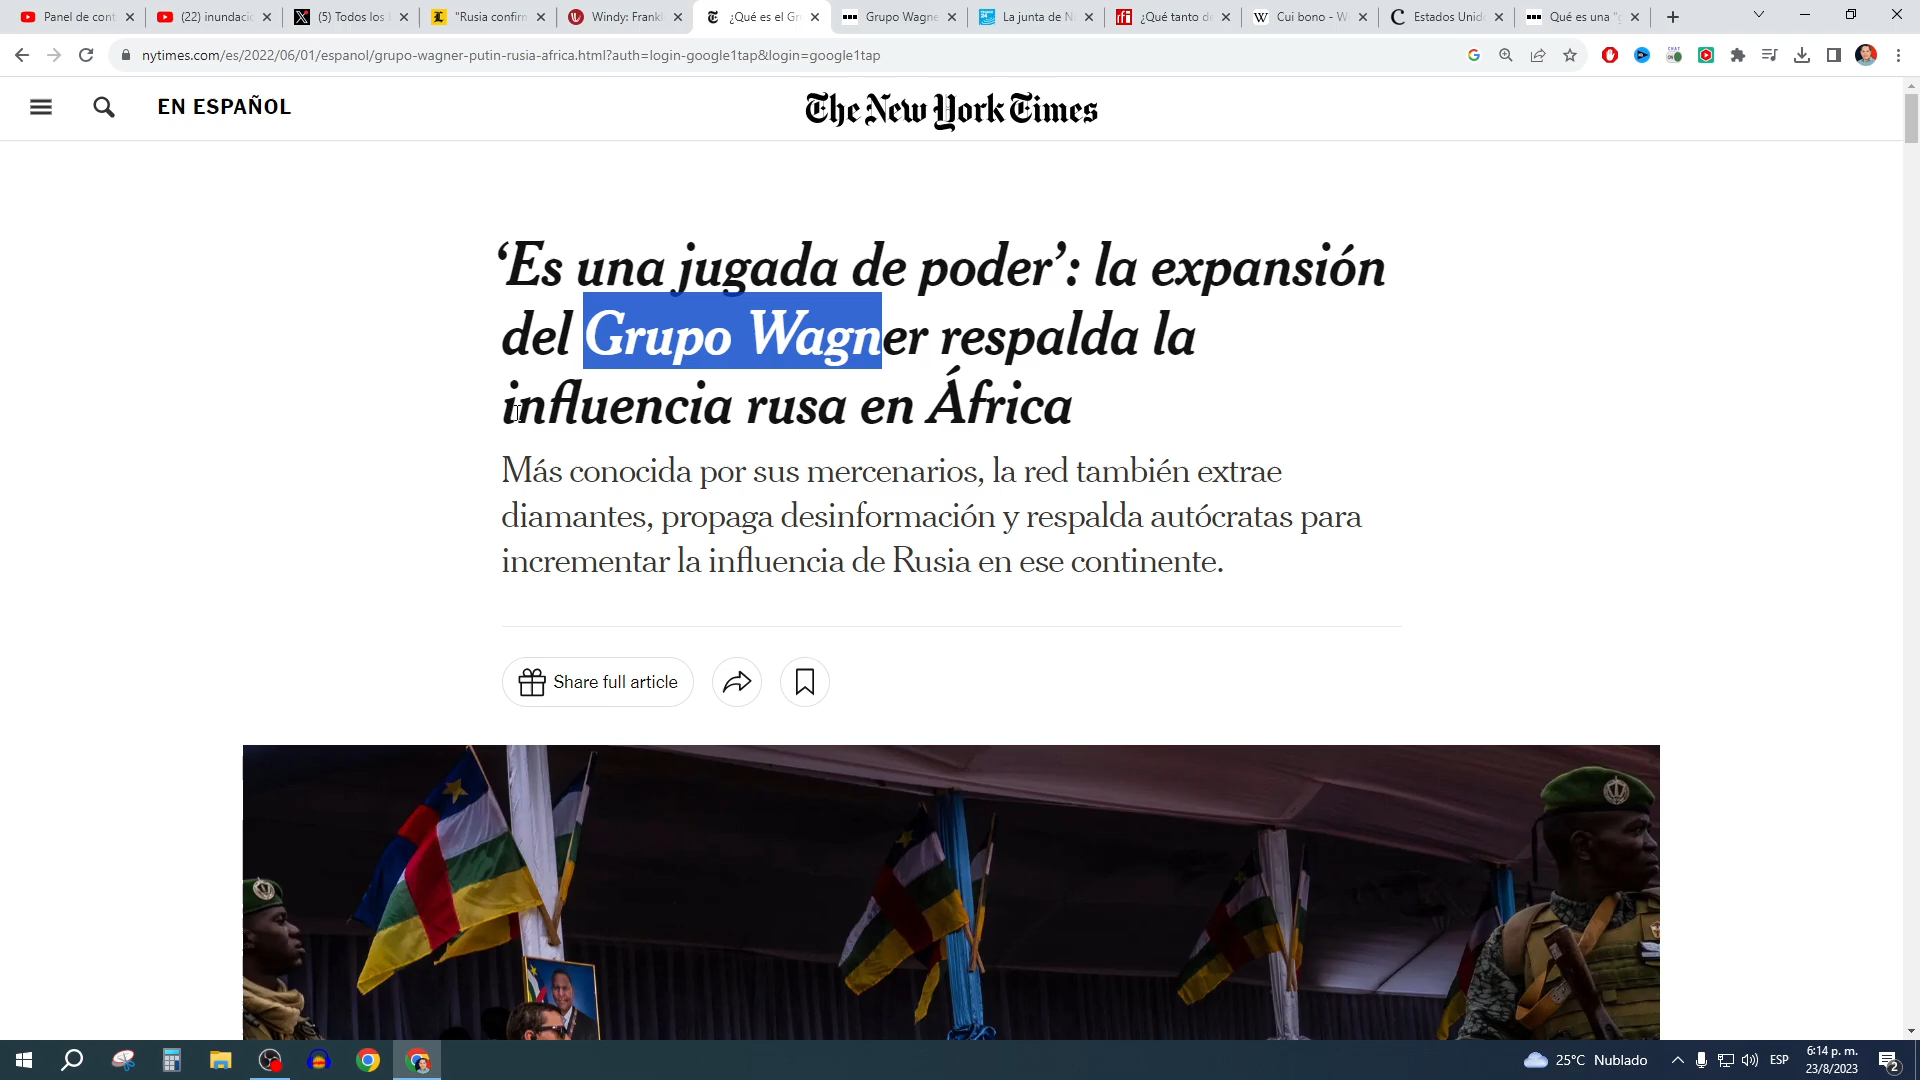 Panel de cont
(22) inundacio
(5) Todos los
"Rusia confirm
Windy: Frankl
¿Qué es el Gr
Grupo Wagne
La junta de N
¿Qué tanto de
Cui bono - W
Estados Unido
Qué es una "g
nytimes.com/es/2022/06/01/espanol/grupo-wagner-putin-rusia-africa.html?auth=login-google1tap&login=google1tap
EN ESPAÑOL
The New York Times
‘Es una jugada de poder’: la expansión
del Grupo Wagner respalda la
influencia rusa en África
Más conocida por sus mercenarios, la red también extrae
diamantes, propaga desinformación y respalda autócratas para
incrementar la influencia de Rusia en ese continente.
Share full article
25°C Nublado
ESP
6:14 p. m.
23/8/2023
2